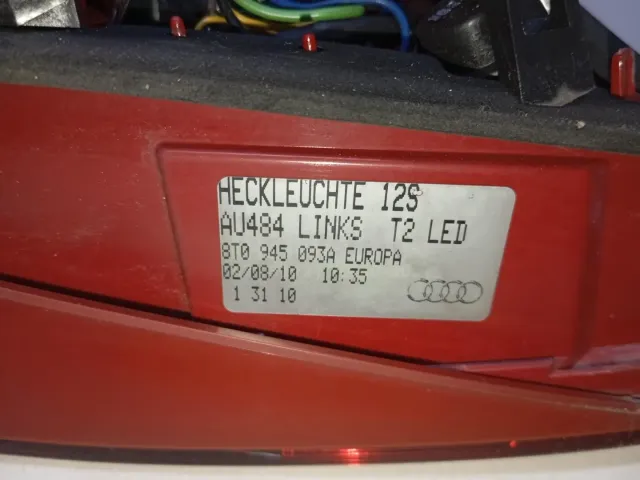 HECKLEUCHTE 12S
AU484 LINKS T2 LED
8T0 945 093A EUROPA
02/08/10 10:35
1 31 10